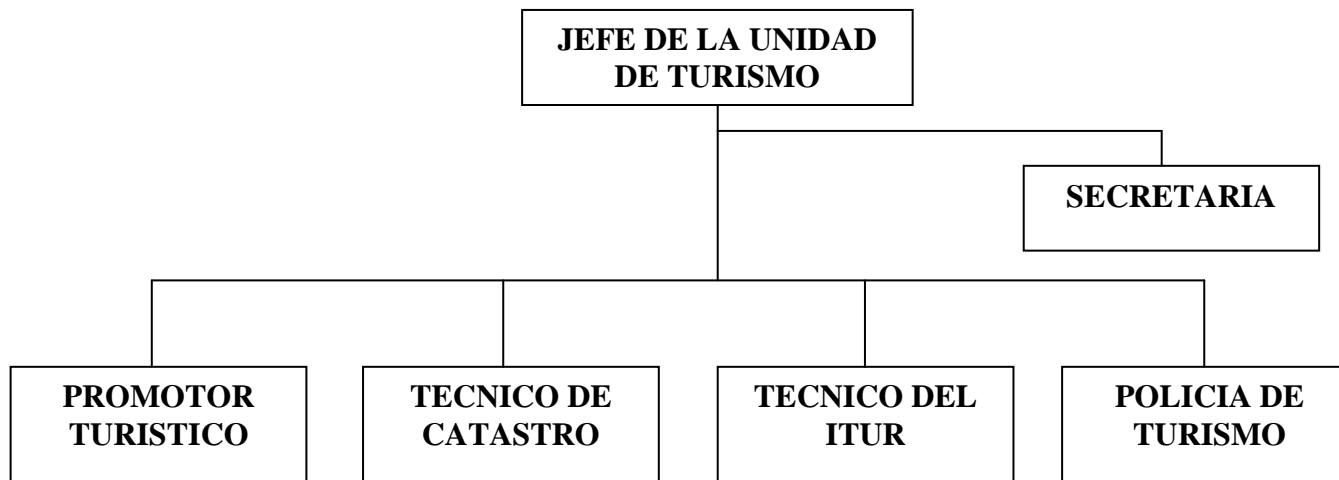 JEFE DE LA UNIDAD
DE TURISMO
SECRETARIA
PROMOTOR
TURISTICO
TECNICO DE
CATASTRO
TECNICO DEL
ITUR
POLICIA DE
TURISMO